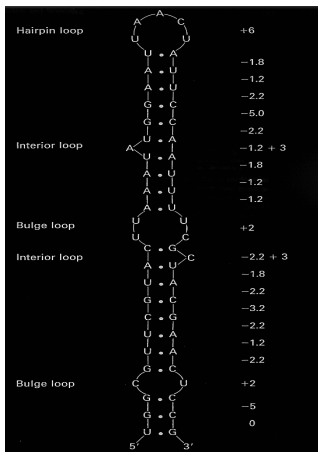 A
A C
Hairpin loop U U +6
U • A
−1.8
A • U
−1.2
A • U
−2.2
G • C
−5.0
G • C
−2.2
U • A
Interior loop A −1.2 + 3
U • A
−1.8
A • U
−1.2
A • U
−1.2
A • U
U U
Bulge loop +2
U C
C • G
Interior loop C −2.2 + 3
A • U
−1.8
U • A
−2.2
G • C
−3.2
C • G
−2.2
U • A
−1.2
U • A
−2.2
G • C
Bulge loop C U +2
G • C
−5
G • C
0
U • G
5′ 3′